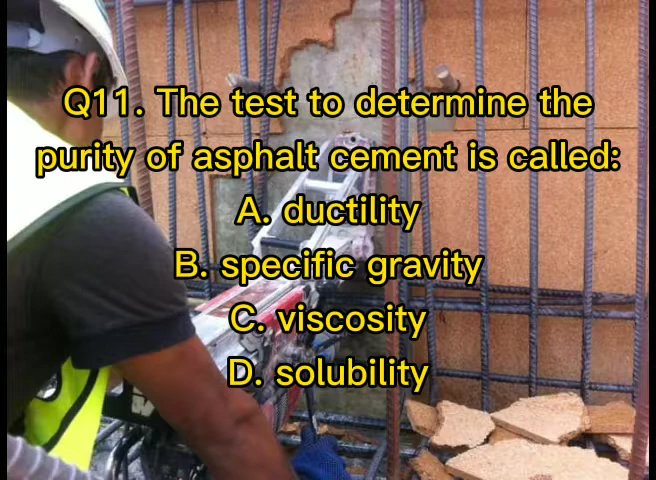 Q11. The test to determine the
purity of asphalt cement is called:
A. ductility
B. specific gravity
C. viscosity
D. solubility